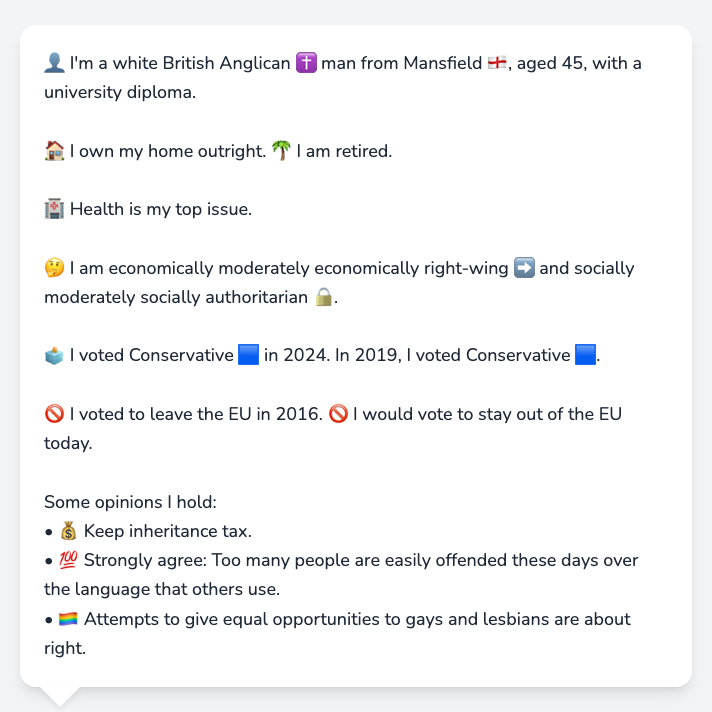 👤 I'm a white British Anglican ✝️ man from Mansfield 🏴󠁧󠁢󠁥󠁮󠁧󠁿, aged 45, with a
university diploma.
🏠 I own my home outright. 🌴 I am retired.
🏥 Health is my top issue.
🤔 I am economically moderately economically right-wing ➡️ and socially
moderately socially authoritarian 🔒.
🗳️ I voted Conservative 🟦 in 2024. In 2019, I voted Conservative 🟦.
🚫 I voted to leave the EU in 2016. 🚫 I would vote to stay out of the EU
today.
Some opinions I hold:
• 💰 Keep inheritance tax.
• 💯 Strongly agree: Too many people are easily offended these days over
the language that others use.
• 🏳️‍🌈 Attempts to give equal opportunities to gays and lesbians are about
right.